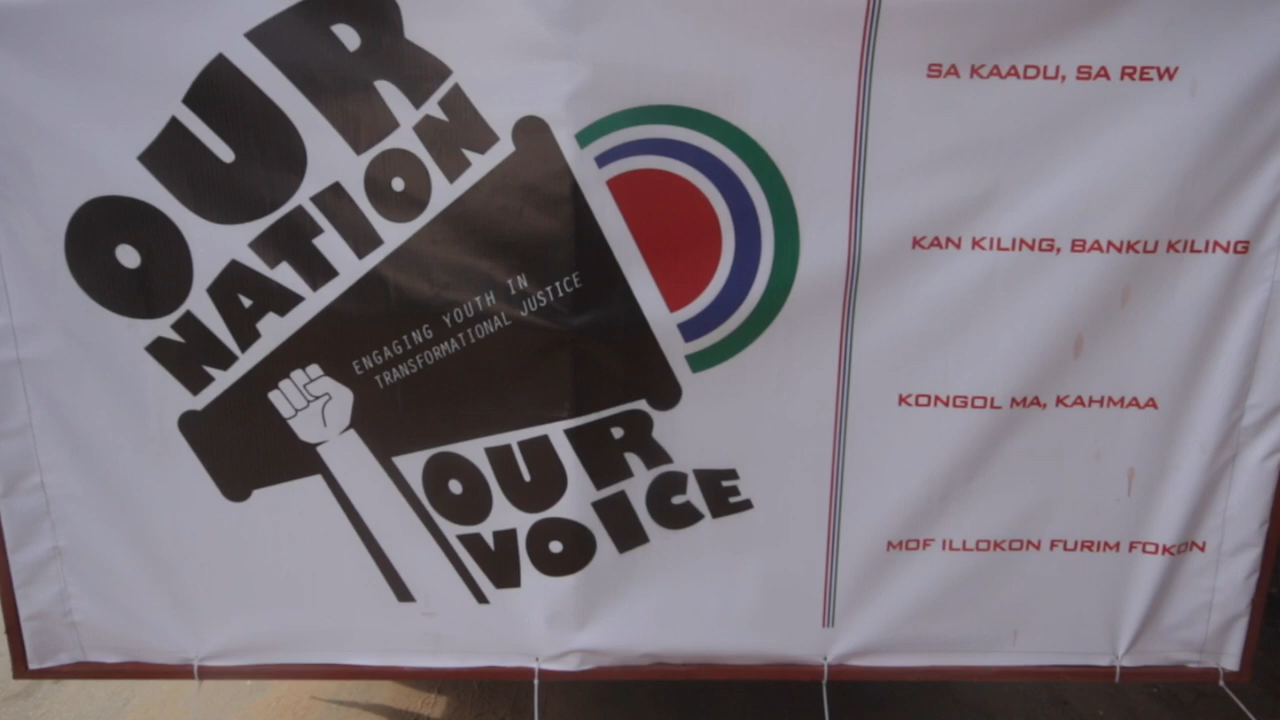 OUR
NATION
ENGAGING YOUTH IN
TRANSFORMATIONAL JUSTICE
OUR
VOICE
SA KAADU, SA REW
KAN KILING, BANKU KILING
KONGOL MA, KAHMAA
MOF ILLOKON FURIM FOKON